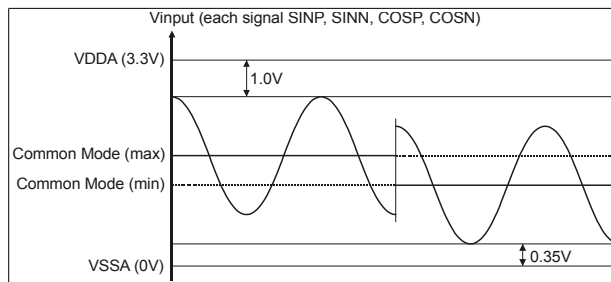 Vinput (each signal SINP, SINN, COSP, COSN)
VDDA (3.3V)
1.0V
Common Mode (max)
Common Mode (min)
0.35V
VSSA (0V)